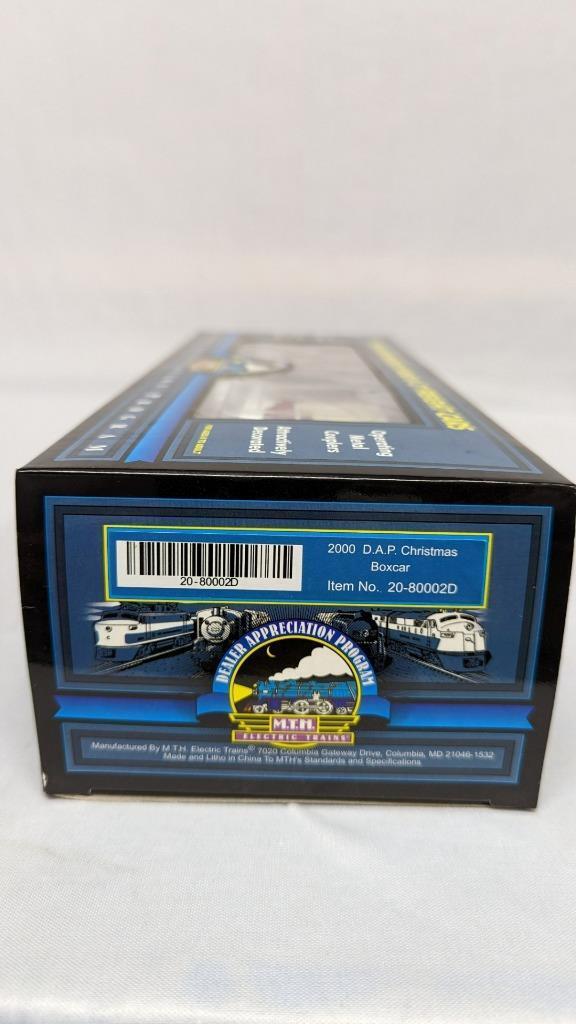 Operating
Metal
Couplers
Attractively
Decorated
20-80002D
2000 D.A.P. Christmas
Boxcar
Item No. 20-80002D
DEALER APPRECIATION PROGRAM
M.T.H.
ELECTRIC TRAINS
Manufactured By M.T.H. Electric Trains® 7020 Columbia Gateway Drive, Columbia, MD 21046-1532
Made and Litho in China To MTH's Standards and Specifications